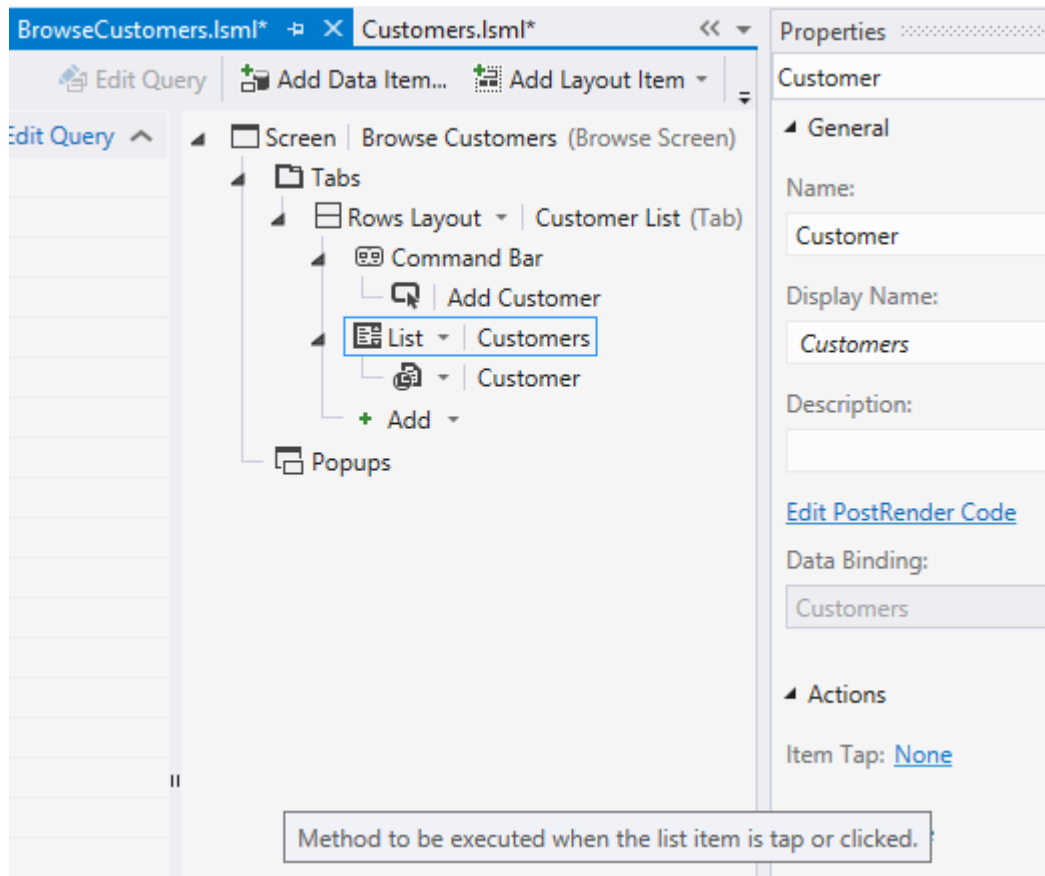 BrowseCustomers.lsml*
Customers.lsml*
Edit Query
Add Data Item...
Add Layout Item
Edit Query
Screen
Browse Customers (Browse Screen)
Tabs
Rows Layout
Customer List (Tab)
Command Bar
Add Customer
List
Customers
Customer
Add
Popups
Properties
Customer
General
Name:
Customer
Display Name:
Customers
Description:
Edit PostRender Code
Data Binding:
Customers
Actions
Item Tap: None
Method to be executed when the list item is tap or clicked.